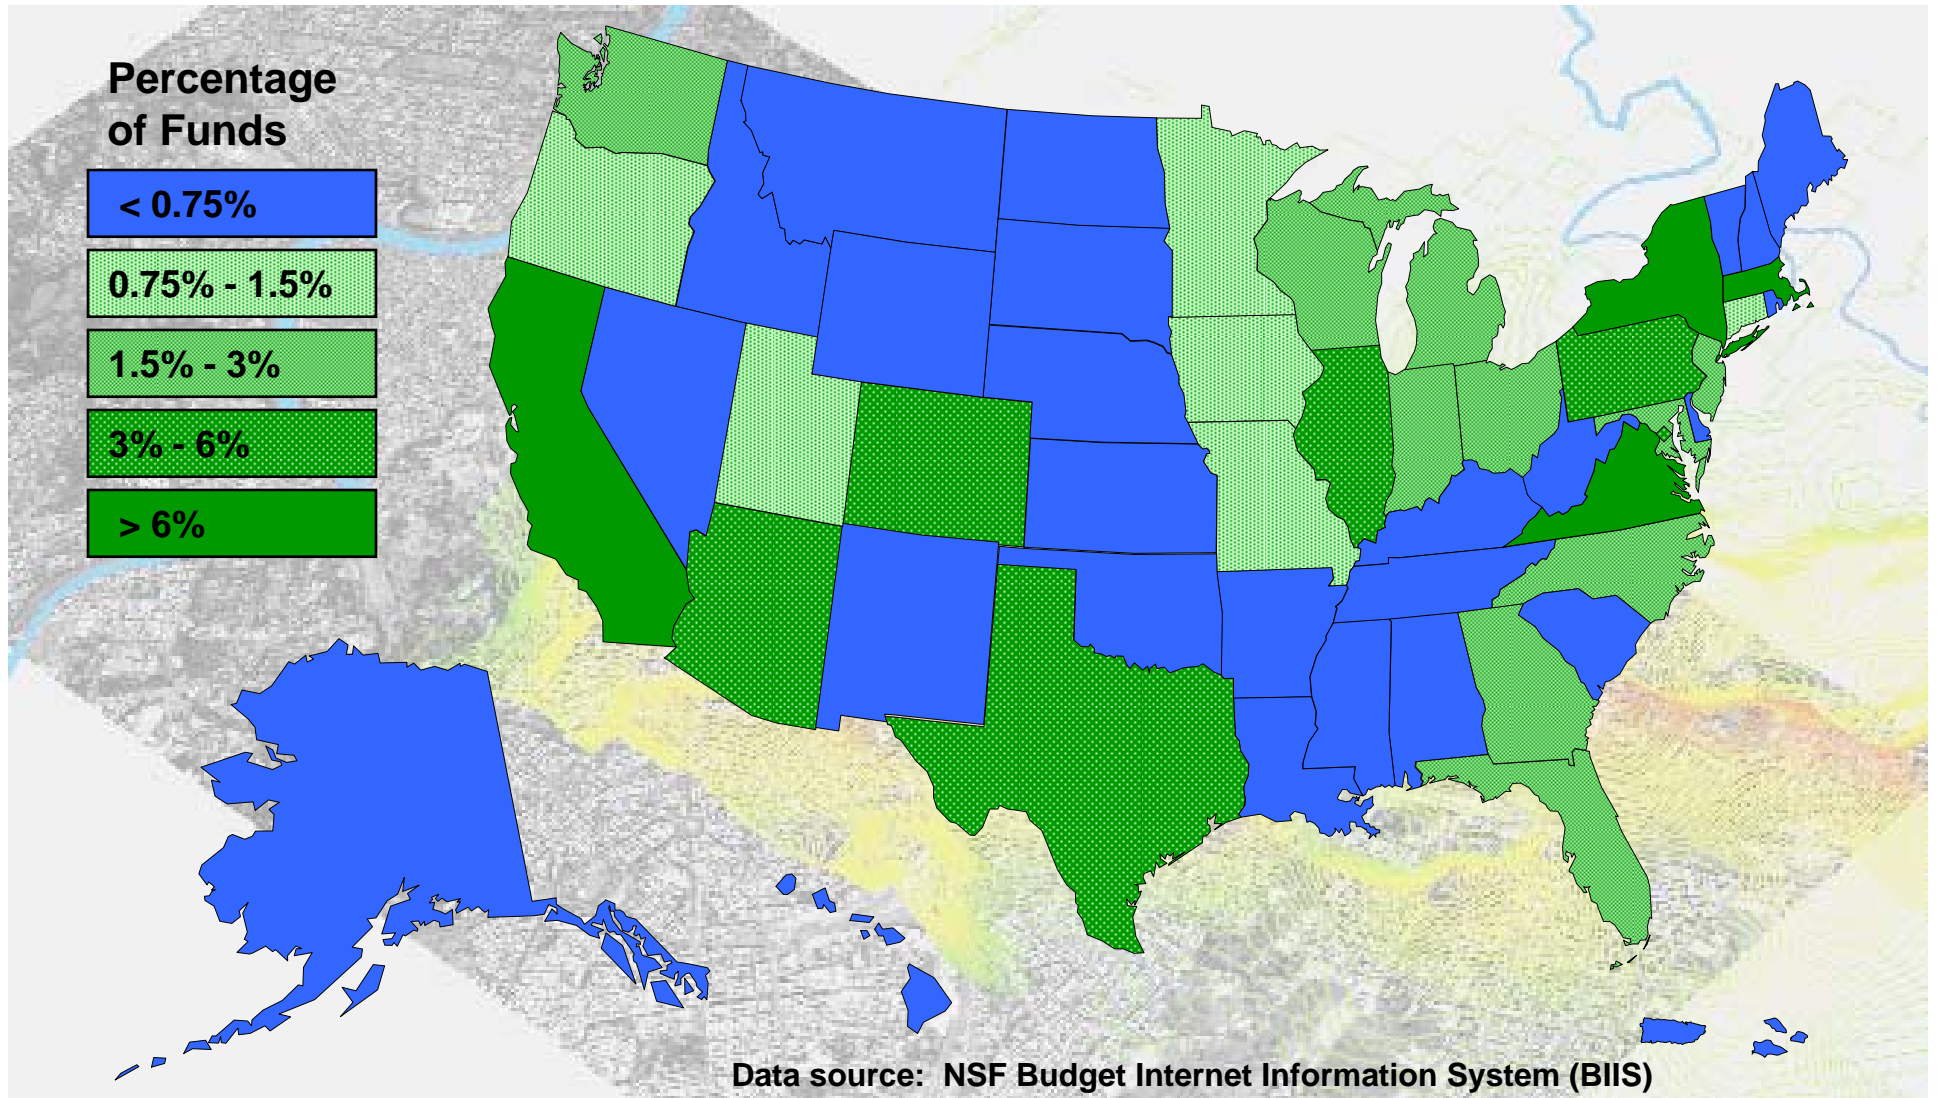 Percentage
of Funds
< 0.75%
0.75% - 1.5%
1.5% - 3%
3% - 6%
> 6%
Data source:  NSF Budget Internet Information System (BIIS)